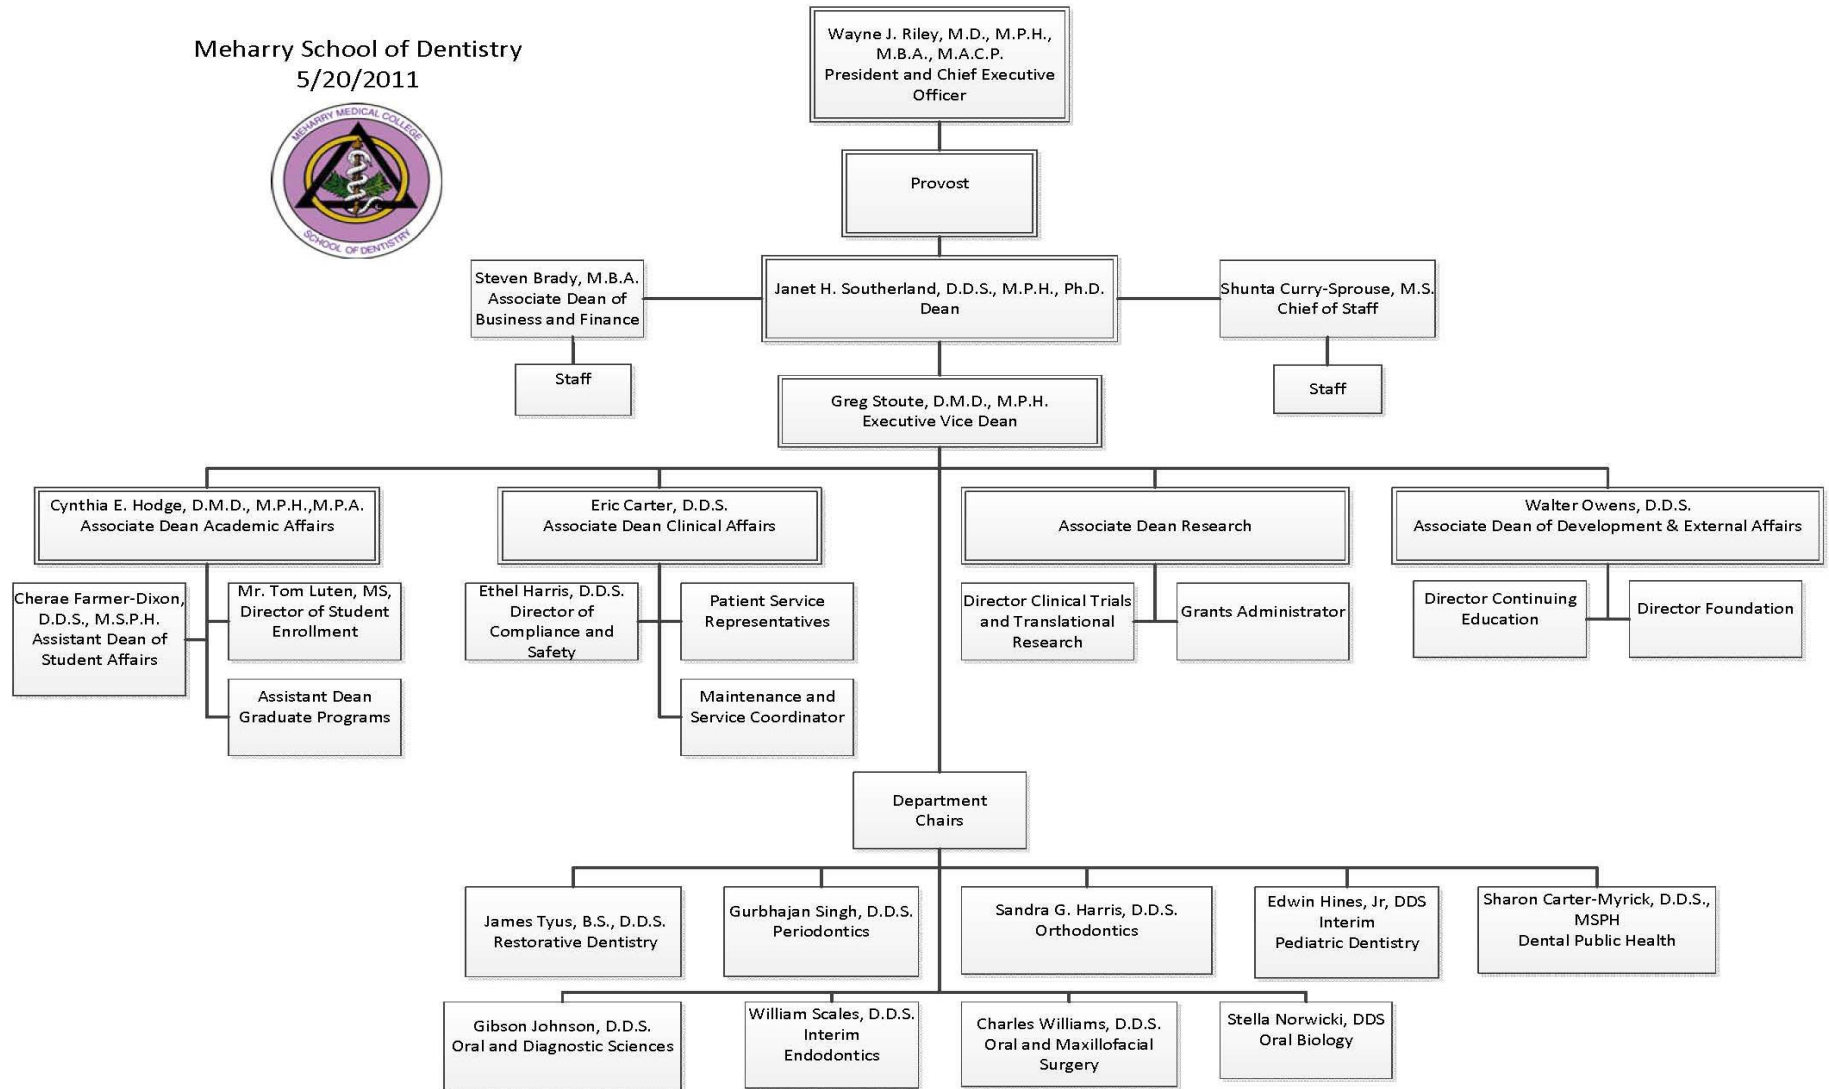 Meharry School of Dentistry
5/20/2011
MEHARRY MEDICAL COLLEGE
SCHOOL OF DENTISTRY
Wayne J. Riley, M.D., M.P.H.,
M.B.A., M.A.C.P.
President and Chief Executive
Officer
Provost
Steven Brady, M.B.A.
Associate Dean of
Business and Finance
Staff
Janet H. Southerland, D.D.S., M.P.H., Ph.D.
Dean
Shunta Curry-Sprouse, M.S.
Chief of Staff
Staff
Greg Stoute, D.M.D., M.P.H.
Executive Vice Dean
Cynthia E. Hodge, D.M.D., M.P.H.,M.P.A.
Associate Dean Academic Affairs
Cherae Farmer-Dixon,
D.D.S., M.S.P.H.
Assistant Dean of
Student Affairs
Mr. Tom Luten, MS,
Director of Student
Enrollment
Assistant Dean
Graduate Programs
Eric Carter, D.D.S.
Associate Dean Clinical Affairs
Ethel Harris, D.D.S.
Director of
Compliance and
Safety
Patient Service
Representatives
Maintenance and
Service Coordinator
Associate Dean Research
Director Clinical Trials
and Translational
Research
Grants Administrator
Walter Owens, D.D.S.
Associate Dean of Development & External Affairs
Director Continuing
Education
Director Foundation
Department
Chairs
James Tyus, B.S., D.D.S.
Restorative Dentistry
Gurbhajan Singh, D.D.S.
Periodontics
Sandra G. Harris, D.D.S.
Orthodontics
Edwin Hines, Jr, DDS
Interim
Pediatric Dentistry
Sharon Carter-Myrick, D.D.S.,
MSPH
Dental Public Health
Gibson Johnson, D.D.S.
Oral and Diagnostic Sciences
William Scales, D.D.S.
Interim
Endodontics
Charles Williams, D.D.S.
Oral and Maxillofacial
Surgery
Stella Norwicki, DDS
Oral Biology